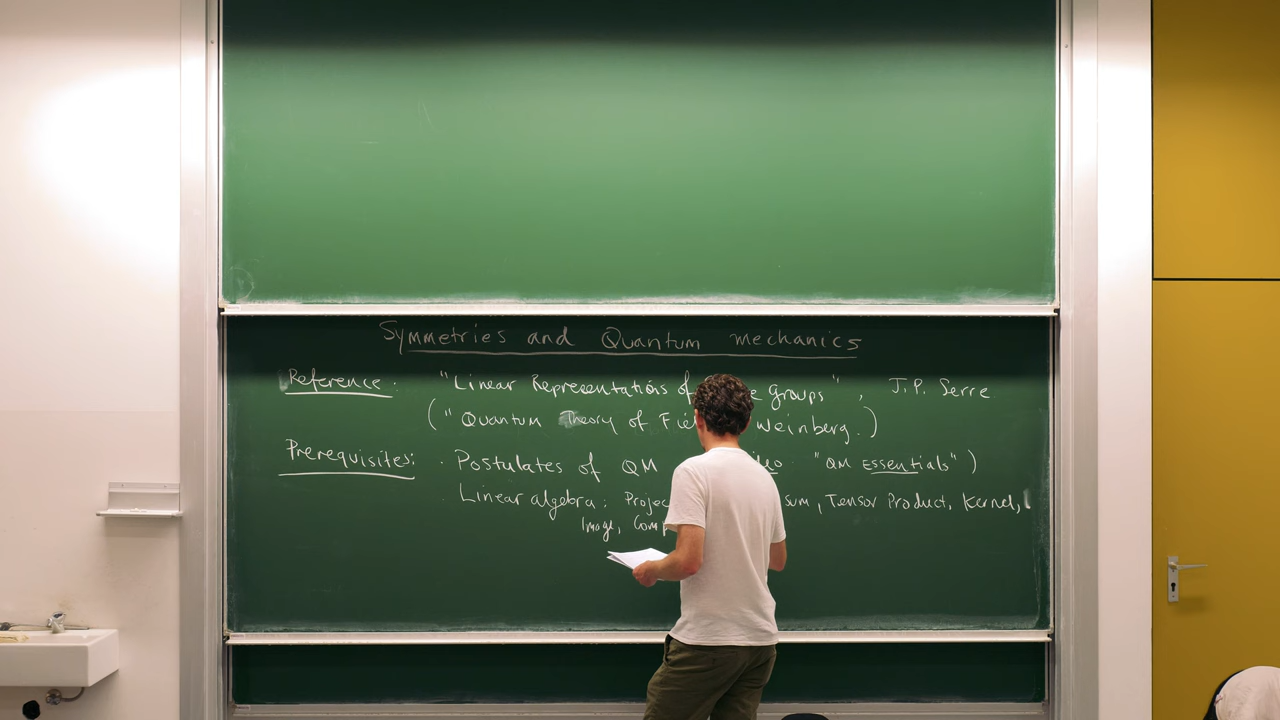 Symmetries and Quantum mechanics
Reference: "Linear Representations of groups", J.P. Serre
("Quantum Theory of Weinberg.)
Prerequisites: · Postulates of QM "QM Essentials")
· Linear algebra: sum, Tensor Product, Kernel,
Image,